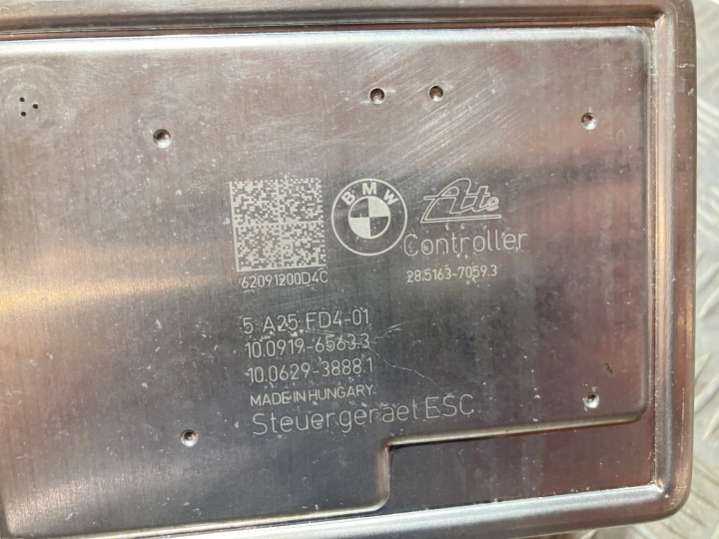 BMW
Ate
Controller
62091200D4C
28.5163-7059.3
5 A25 FD4-01
10.0919-6563.3
10.0629-3888.1
MADE IN HUNGARY
Steuergeraet ESC